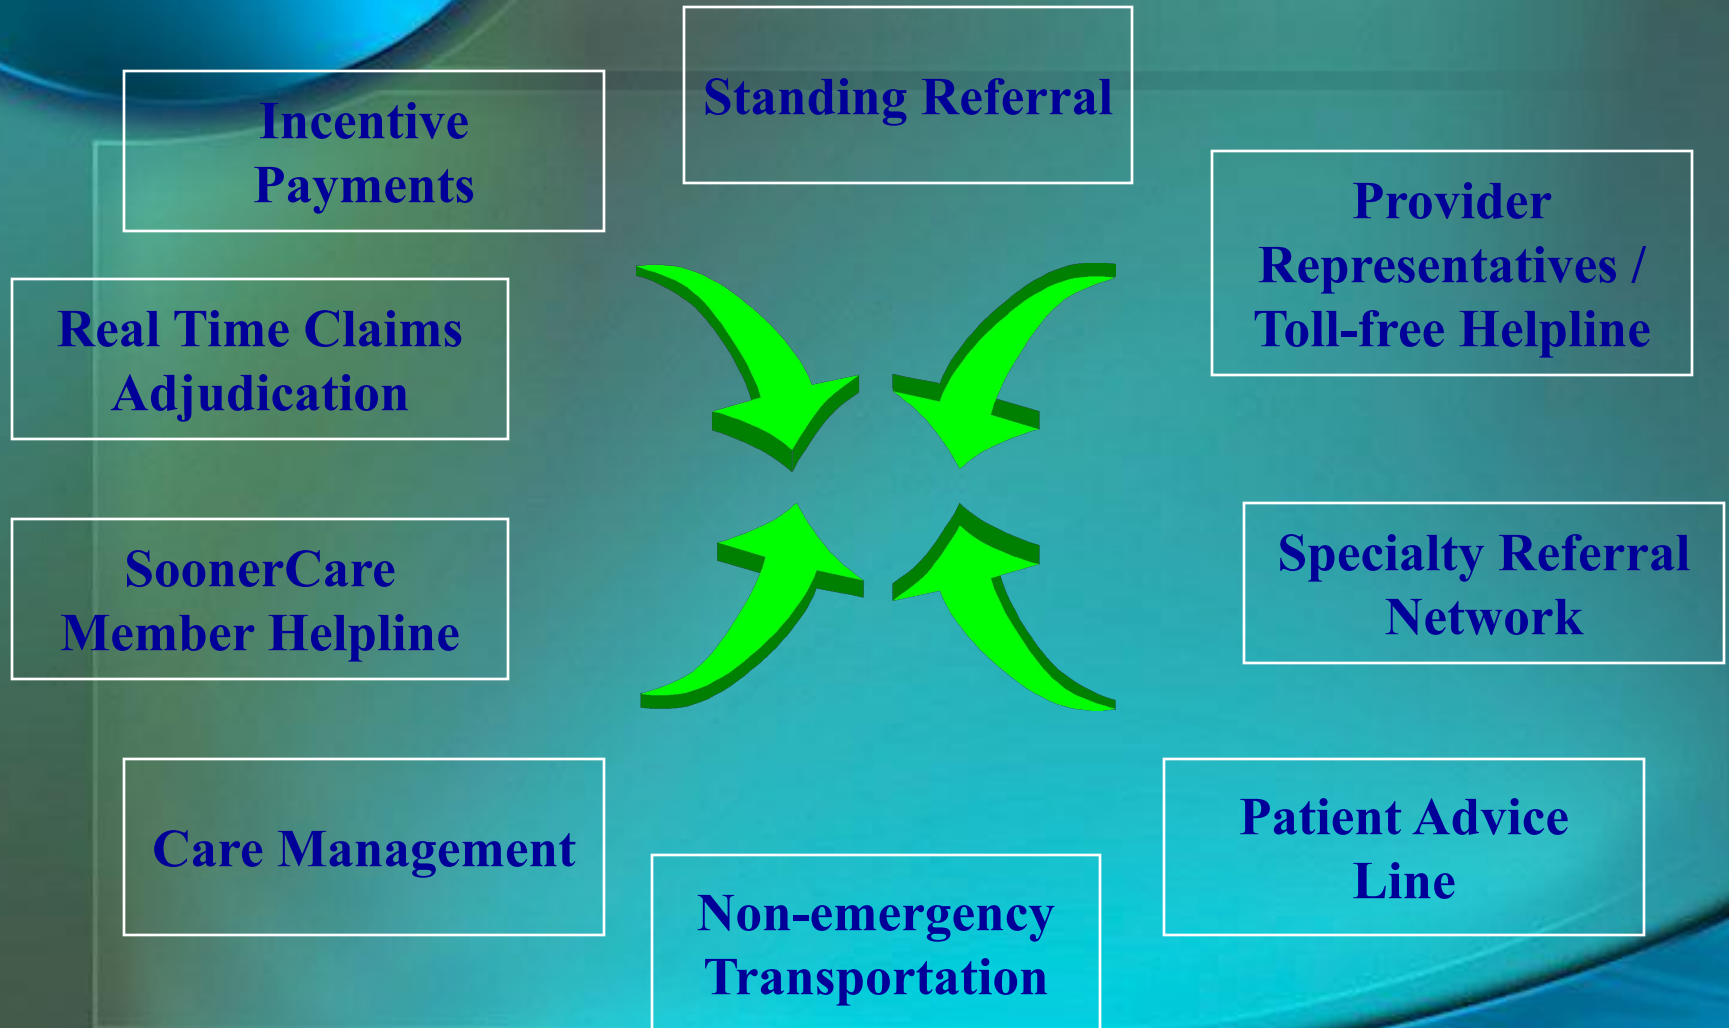 Standing Referral
Incentive
Payments
Provider
Representatives /
Toll-free Helpline
Real Time Claims
Adjudication
SoonerCare
Member Helpline
Specialty Referral
Network
Care Management
Patient Advice
Line
Non-emergency
Transportation